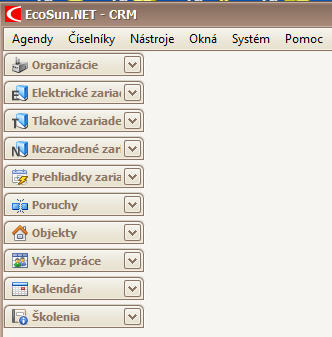 EcoSun.NET - CRM
Agendy Číselníky Nástroje Okná Systém Pomoc
Organizácie
E Elektrické zariad
T Tlakové zariade
N Nezaradené zari
Prehliadky zaria
Poruchy
Objekty
Výkaz práce
Kalendár
Školenia